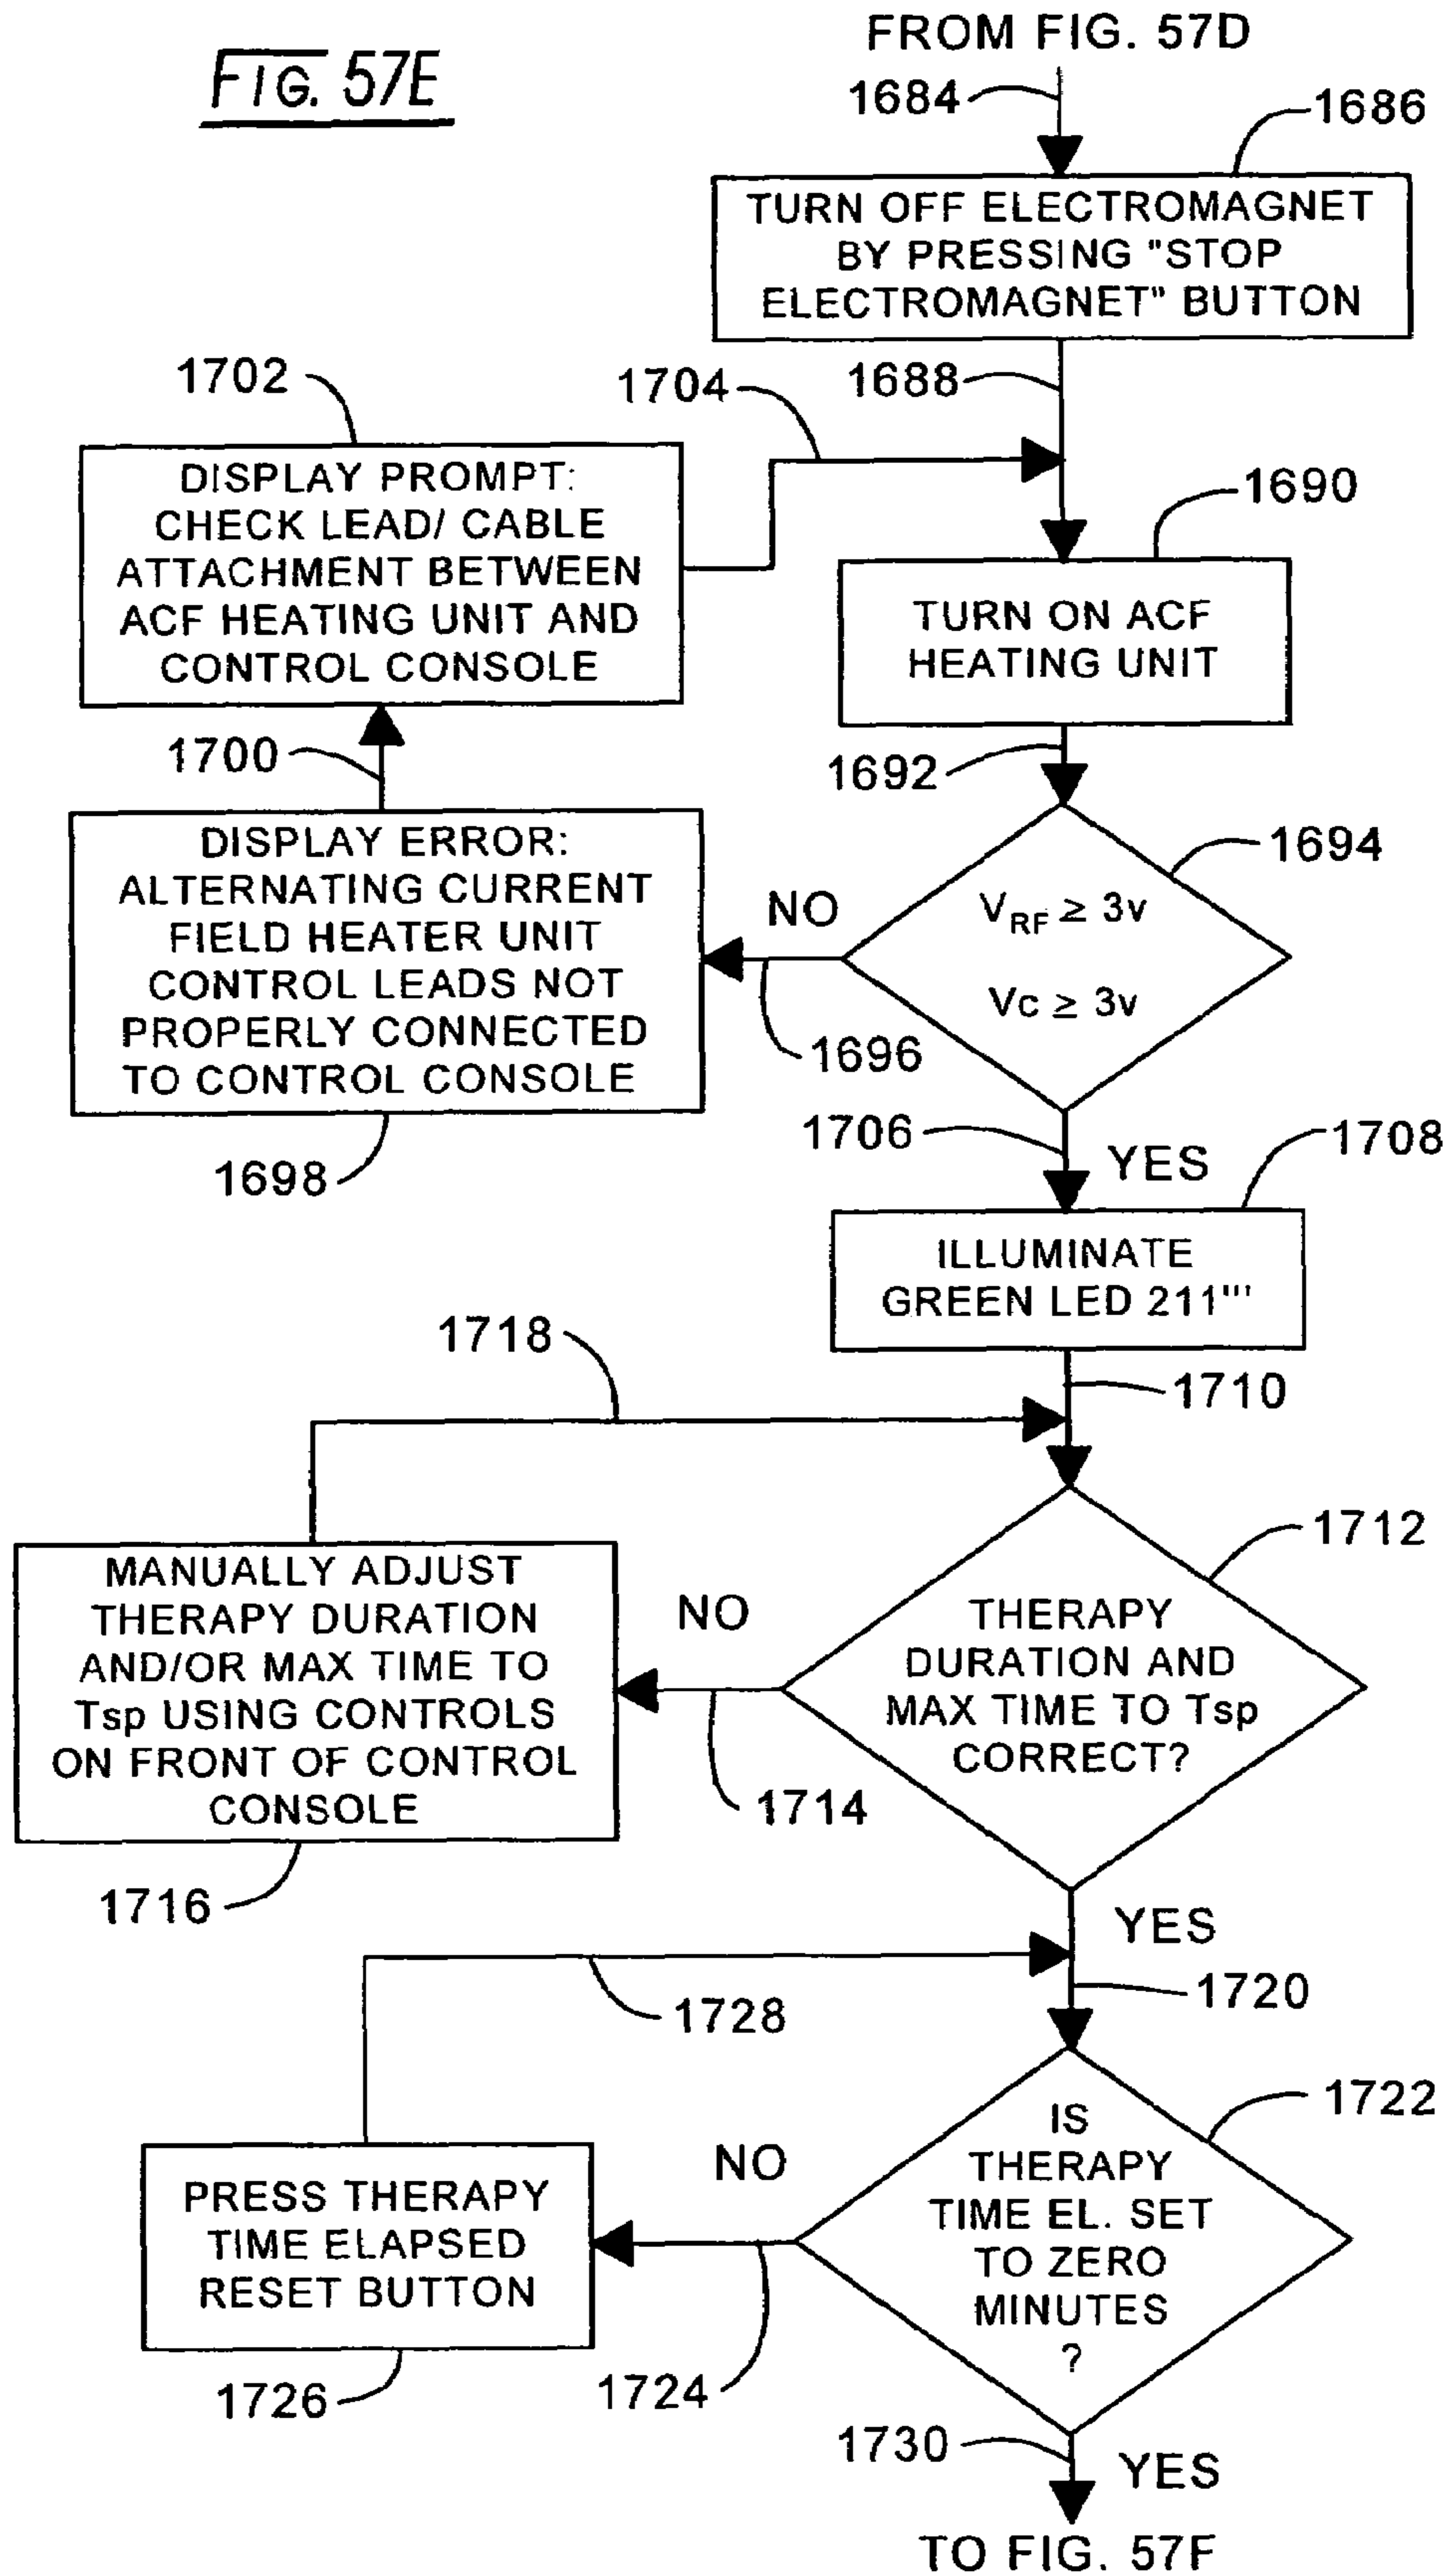 FIG. 57E
FROM FIG. 57D
1684
1686
TURN OFF ELECTROMAGNET
BY PRESSING "STOP
ELECTROMAGNET" BUTTON
1702
1704
1688
DISPLAY PROMPT:
CHECK LEAD/ CABLE
ATTACHMENT BETWEEN
ACF HEATING UNIT AND
CONTROL CONSOLE
1690
TURN ON ACF
HEATING UNIT
1700
1692
DISPLAY ERROR:
ALTERNATING CURRENT
FIELD HEATER UNIT
CONTROL LEADS NOT
PROPERLY CONNECTED
TO CONTROL CONSOLE
NO
1694
VRF ≥ 3v
Vc ≥ 3v
1696
1698
1706
YES
1708
ILLUMINATE
GREEN LED 211'''
1718
1710
1712
MANUALLY ADJUST
THERAPY DURATION
AND/OR MAX TIME TO
Tsp USING CONTROLS
ON FRONT OF CONTROL
CONSOLE
NO
THERAPY
DURATION AND
MAX TIME TO Tsp
CORRECT?
1714
1716
YES
1728
1720
1722
PRESS THERAPY
TIME ELAPSED
RESET BUTTON
NO
IS
THERAPY
TIME EL. SET
TO ZERO
MINUTES
?
1726
1724
1730
YES
TO FIG. 57F